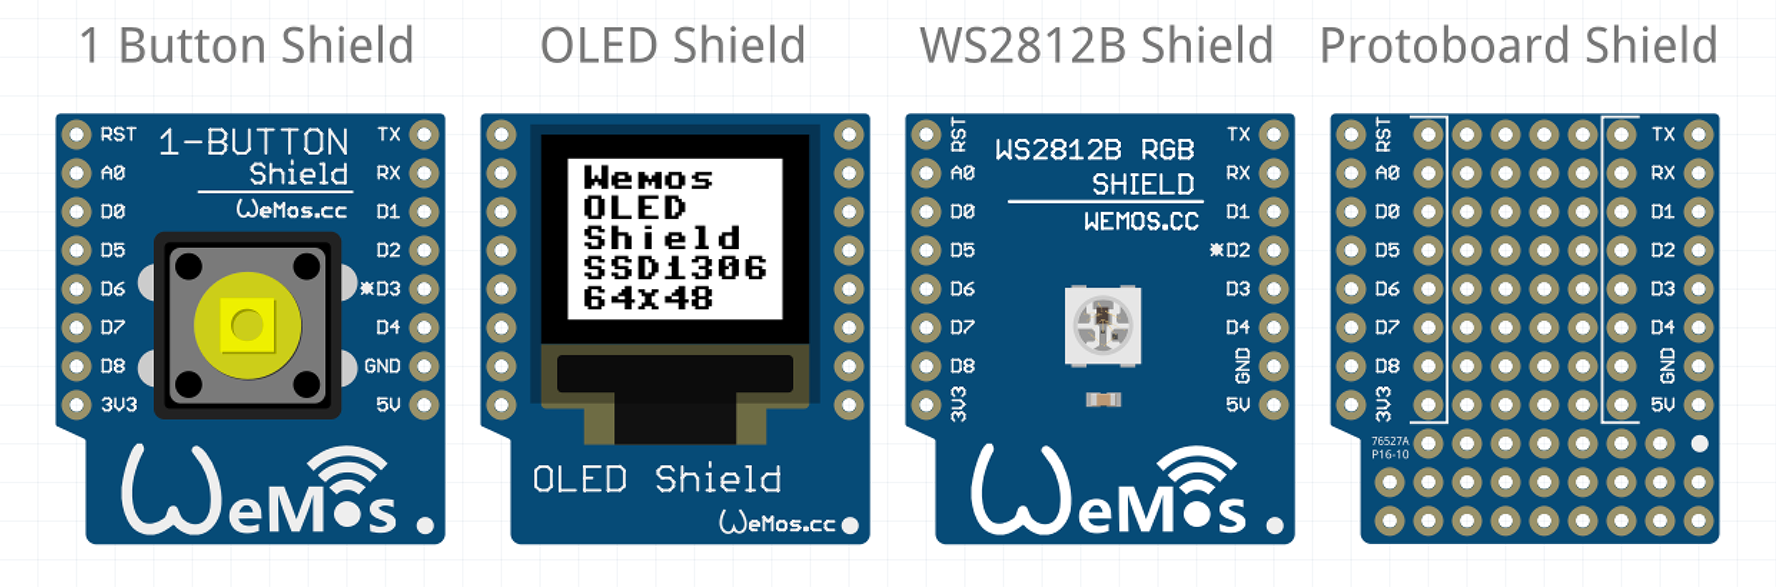 1 Button Shield
OLED Shield
WS2812B Shield
Protoboard Shield
RST
A0
D0
D5
D6
D7
D8
3V3
1-BUTTON
Shield
WeMos.cc
TX
RX
D1
D2
*D3
D4
GND
5V
WeMos.
Wemos
OLED
Shield
SSD1306
64x48
OLED Shield
WeMos.cc
RST
A0
D0
D5
D6
D7
D8
3V3
WS2812B RGB
SHIELD
WEMOS.CC
TX
RX
D1
*D2
D3
D4
GND
5V
WeMos.
RST
A0
D0
D5
D6
D7
D8
3V3
TX
RX
D1
D2
D3
D4
GND
5V
76527A
P16-10